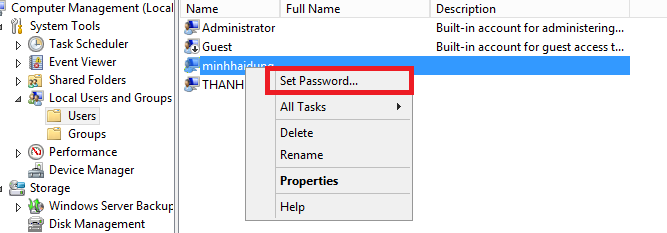 Computer Management (Local
System Tools
Task Scheduler
Event Viewer
Shared Folders
Local Users and Groups
Users
Groups
Performance
Device Manager
Storage
Windows Server Backup
Disk Management
Name Full Name Description
Administrator Built-in account for administering...
Guest Built-in account for guest access t...
minhhaidung
THANH
Set Password...
All Tasks
Delete
Rename
Properties
Help